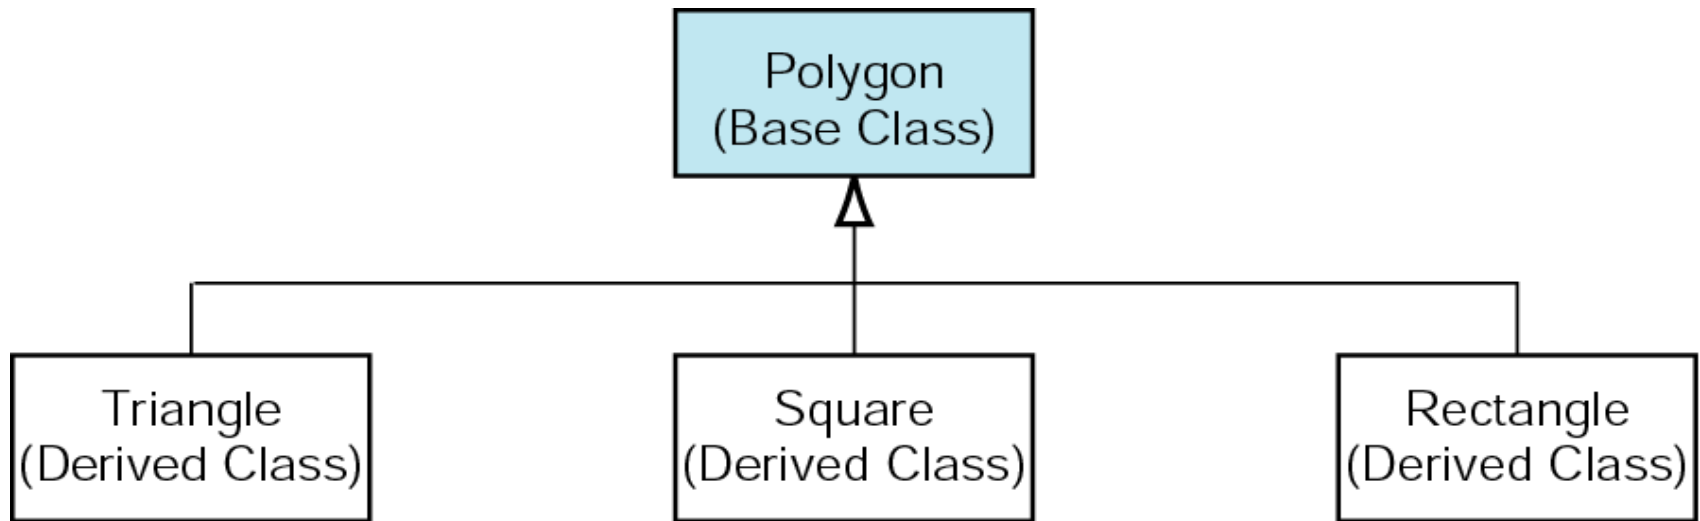 Polygon
(Base Class)
Triangle
(Derived Class)
Square
(Derived Class)
Rectangle
(Derived Class)